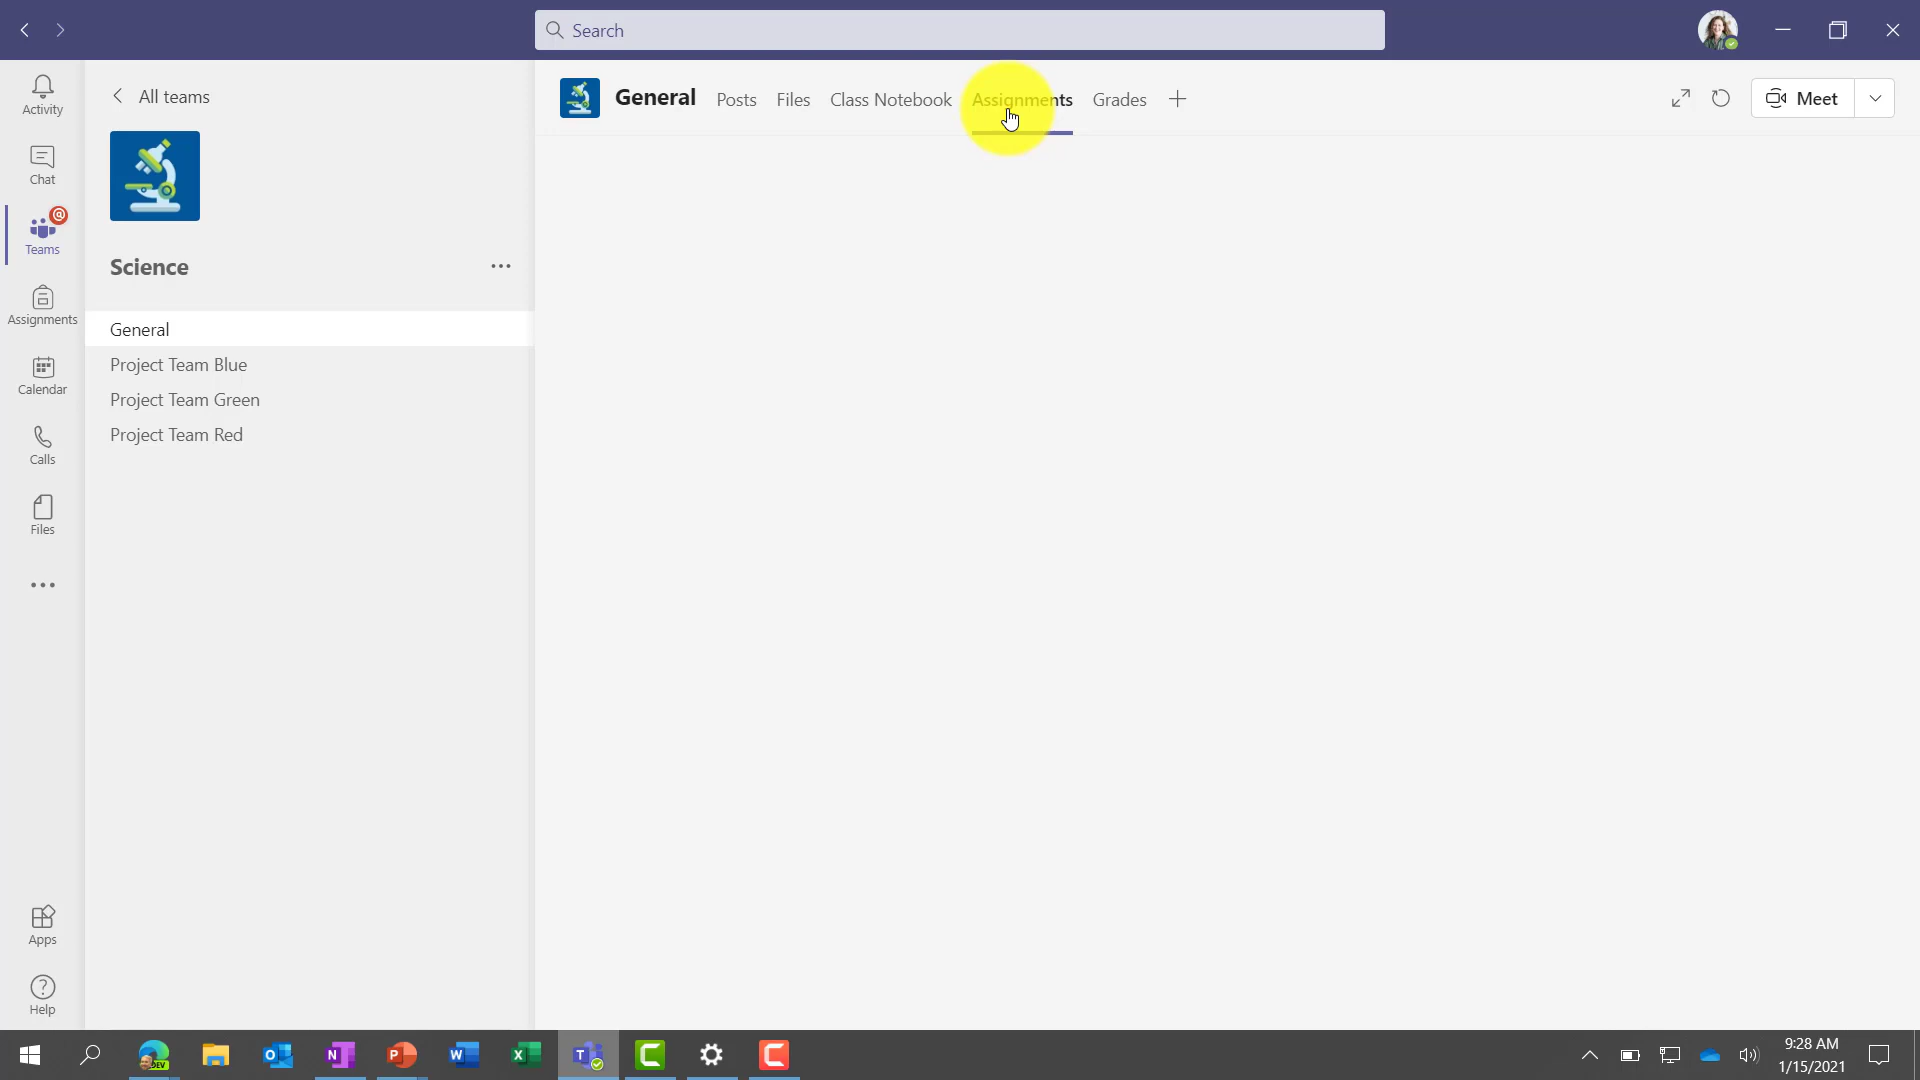 Search
Activity
Chat
@
Teams
Assignments
Calendar
Calls
Files
Apps
Help
All teams
Science
General
Project Team Blue
Project Team Green
Project Team Red
General Posts Files Class Notebook Assignments Grades
Meet
9:28 AM
1/15/2021